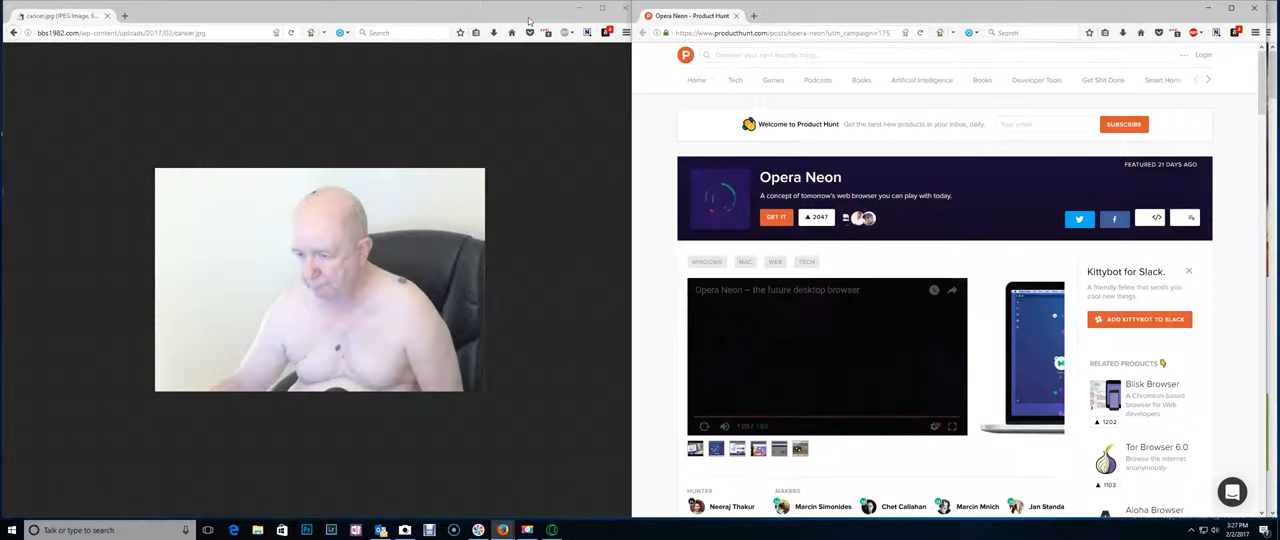 cancer.jpg (JPEG Image, 6...
bbs1982.com/wp-content/uploads/2017/02/cancer.jpg
Search
Opera Neon - Product Hunt
https://www.producthunt.com/posts/opera-neon?utm_campaign=175
Search
Discover your next favorite thing...
Login
Home Tech Games Podcasts Books Artificial Intelligence Books Developer Tools Get Shit Done Smart Home
Welcome to Product Hunt Get the best new products in your inbox, daily. Your email SUBSCRIBE
FEATURED 21 DAYS AGO
Opera Neon
A concept of tomorrow's web browser you can play with today.
GET IT ▲ 2047
WINDOWS MAC WEB TECH
Opera Neon – the future desktop browser
1:03 / 1:03
Kittybot for Slack.
A friendly feline that sends you
cool new things.
ADD KITTYBOT TO SLACK
RELATED PRODUCTS
Blisk Browser
A Chromium based
browser for Web
developers
▲ 1202
Tor Browser 6.0
Browse the internet
anonymously
▲ 1103
Aloha Browser
HUNTER MAKERS
Neeraj Thakur Marcin Simonides Chet Callahan Marcin Mnich Jan Standa
Talk or type to search
3:27 PM
2/2/2017